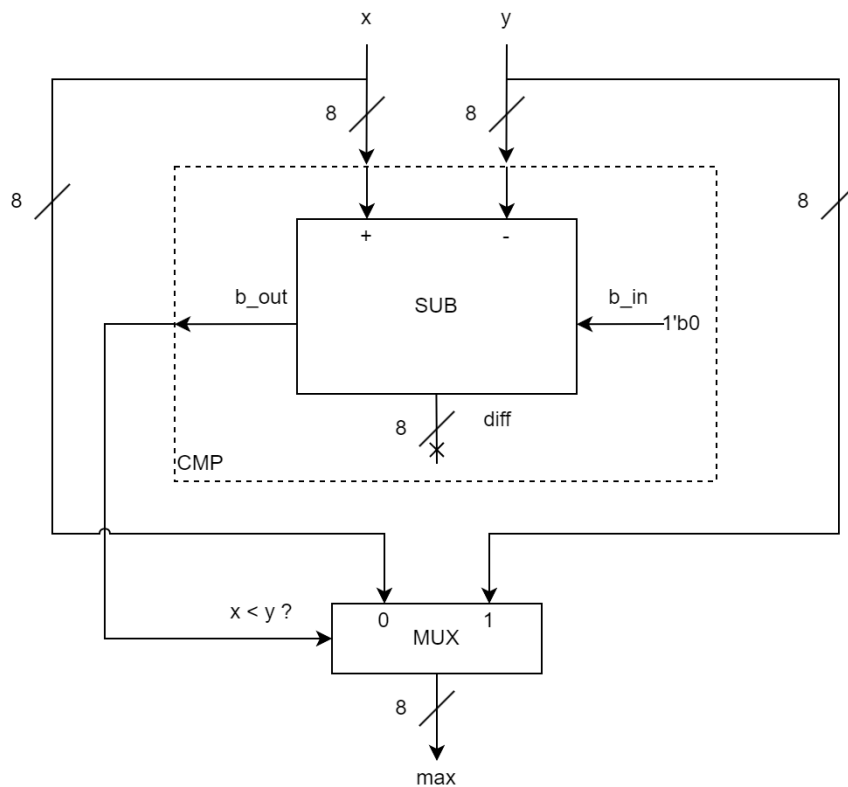 x
y
8
8
8
8
+
-
b_out
SUB
b_in
1'b0
8
diff
CMP
x < y ?
0
1
MUX
8
max